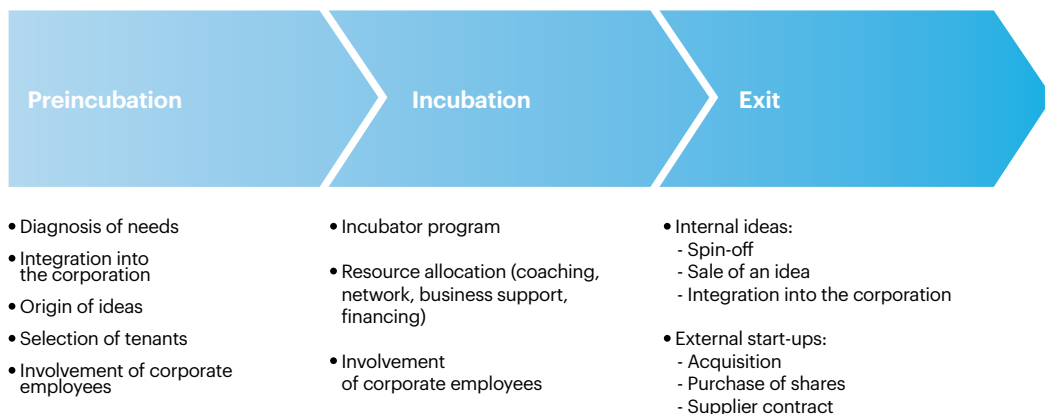 Preincubation
Incubation
Exit
• Diagnosis of needs
• Integration into
the corporation
• Origin of ideas
• Selection of tenants
• Involvement of corporate
employees
• Incubator program
• Resource allocation (coaching,
network, business support,
financing)
• Involvement
of corporate employees
• Internal ideas:
- Spin-off
- Sale of an idea
- Integration into the corporation
• External start-ups:
- Acquisition
- Purchase of shares
- Supplier contract